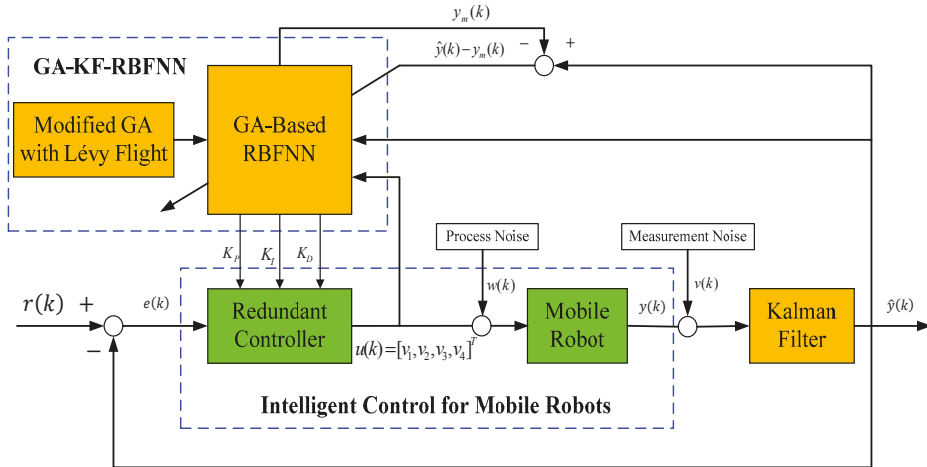 y_m(k)
ŷ(k)−y_m(k)
−
+
GA-KF-RBFNN
Modified GA
with Lévy Flight
GA-Based
RBFNN
K_P
K_I
K_D
Process Noise
Measurement Noise
w(k)
v(k)
r(k)
+
−
e(k)
Redundant
Controller
u(k)=[v_1,v_2,v_3,v_4]^T
Mobile
Robot
y(k)
Kalman
Filter
ŷ(k)
Intelligent Control for Mobile Robots